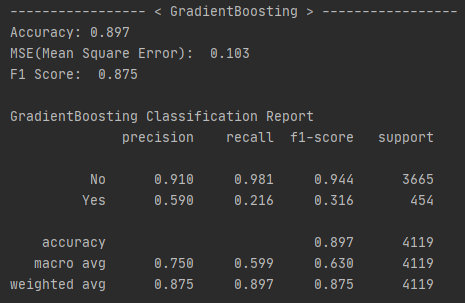 ----------------- < GradientBoosting > -----------------
Accuracy: 0.897
MSE(Mean Square Error):  0.103
F1 Score:  0.875
GradientBoosting Classification Report
              precision    recall  f1-score   support
          No      0.910     0.981     0.944      3665
         Yes      0.590     0.216     0.316       454
    accuracy                          0.897      4119
   macro avg      0.750     0.599     0.630      4119
weighted avg      0.875     0.897     0.875      4119